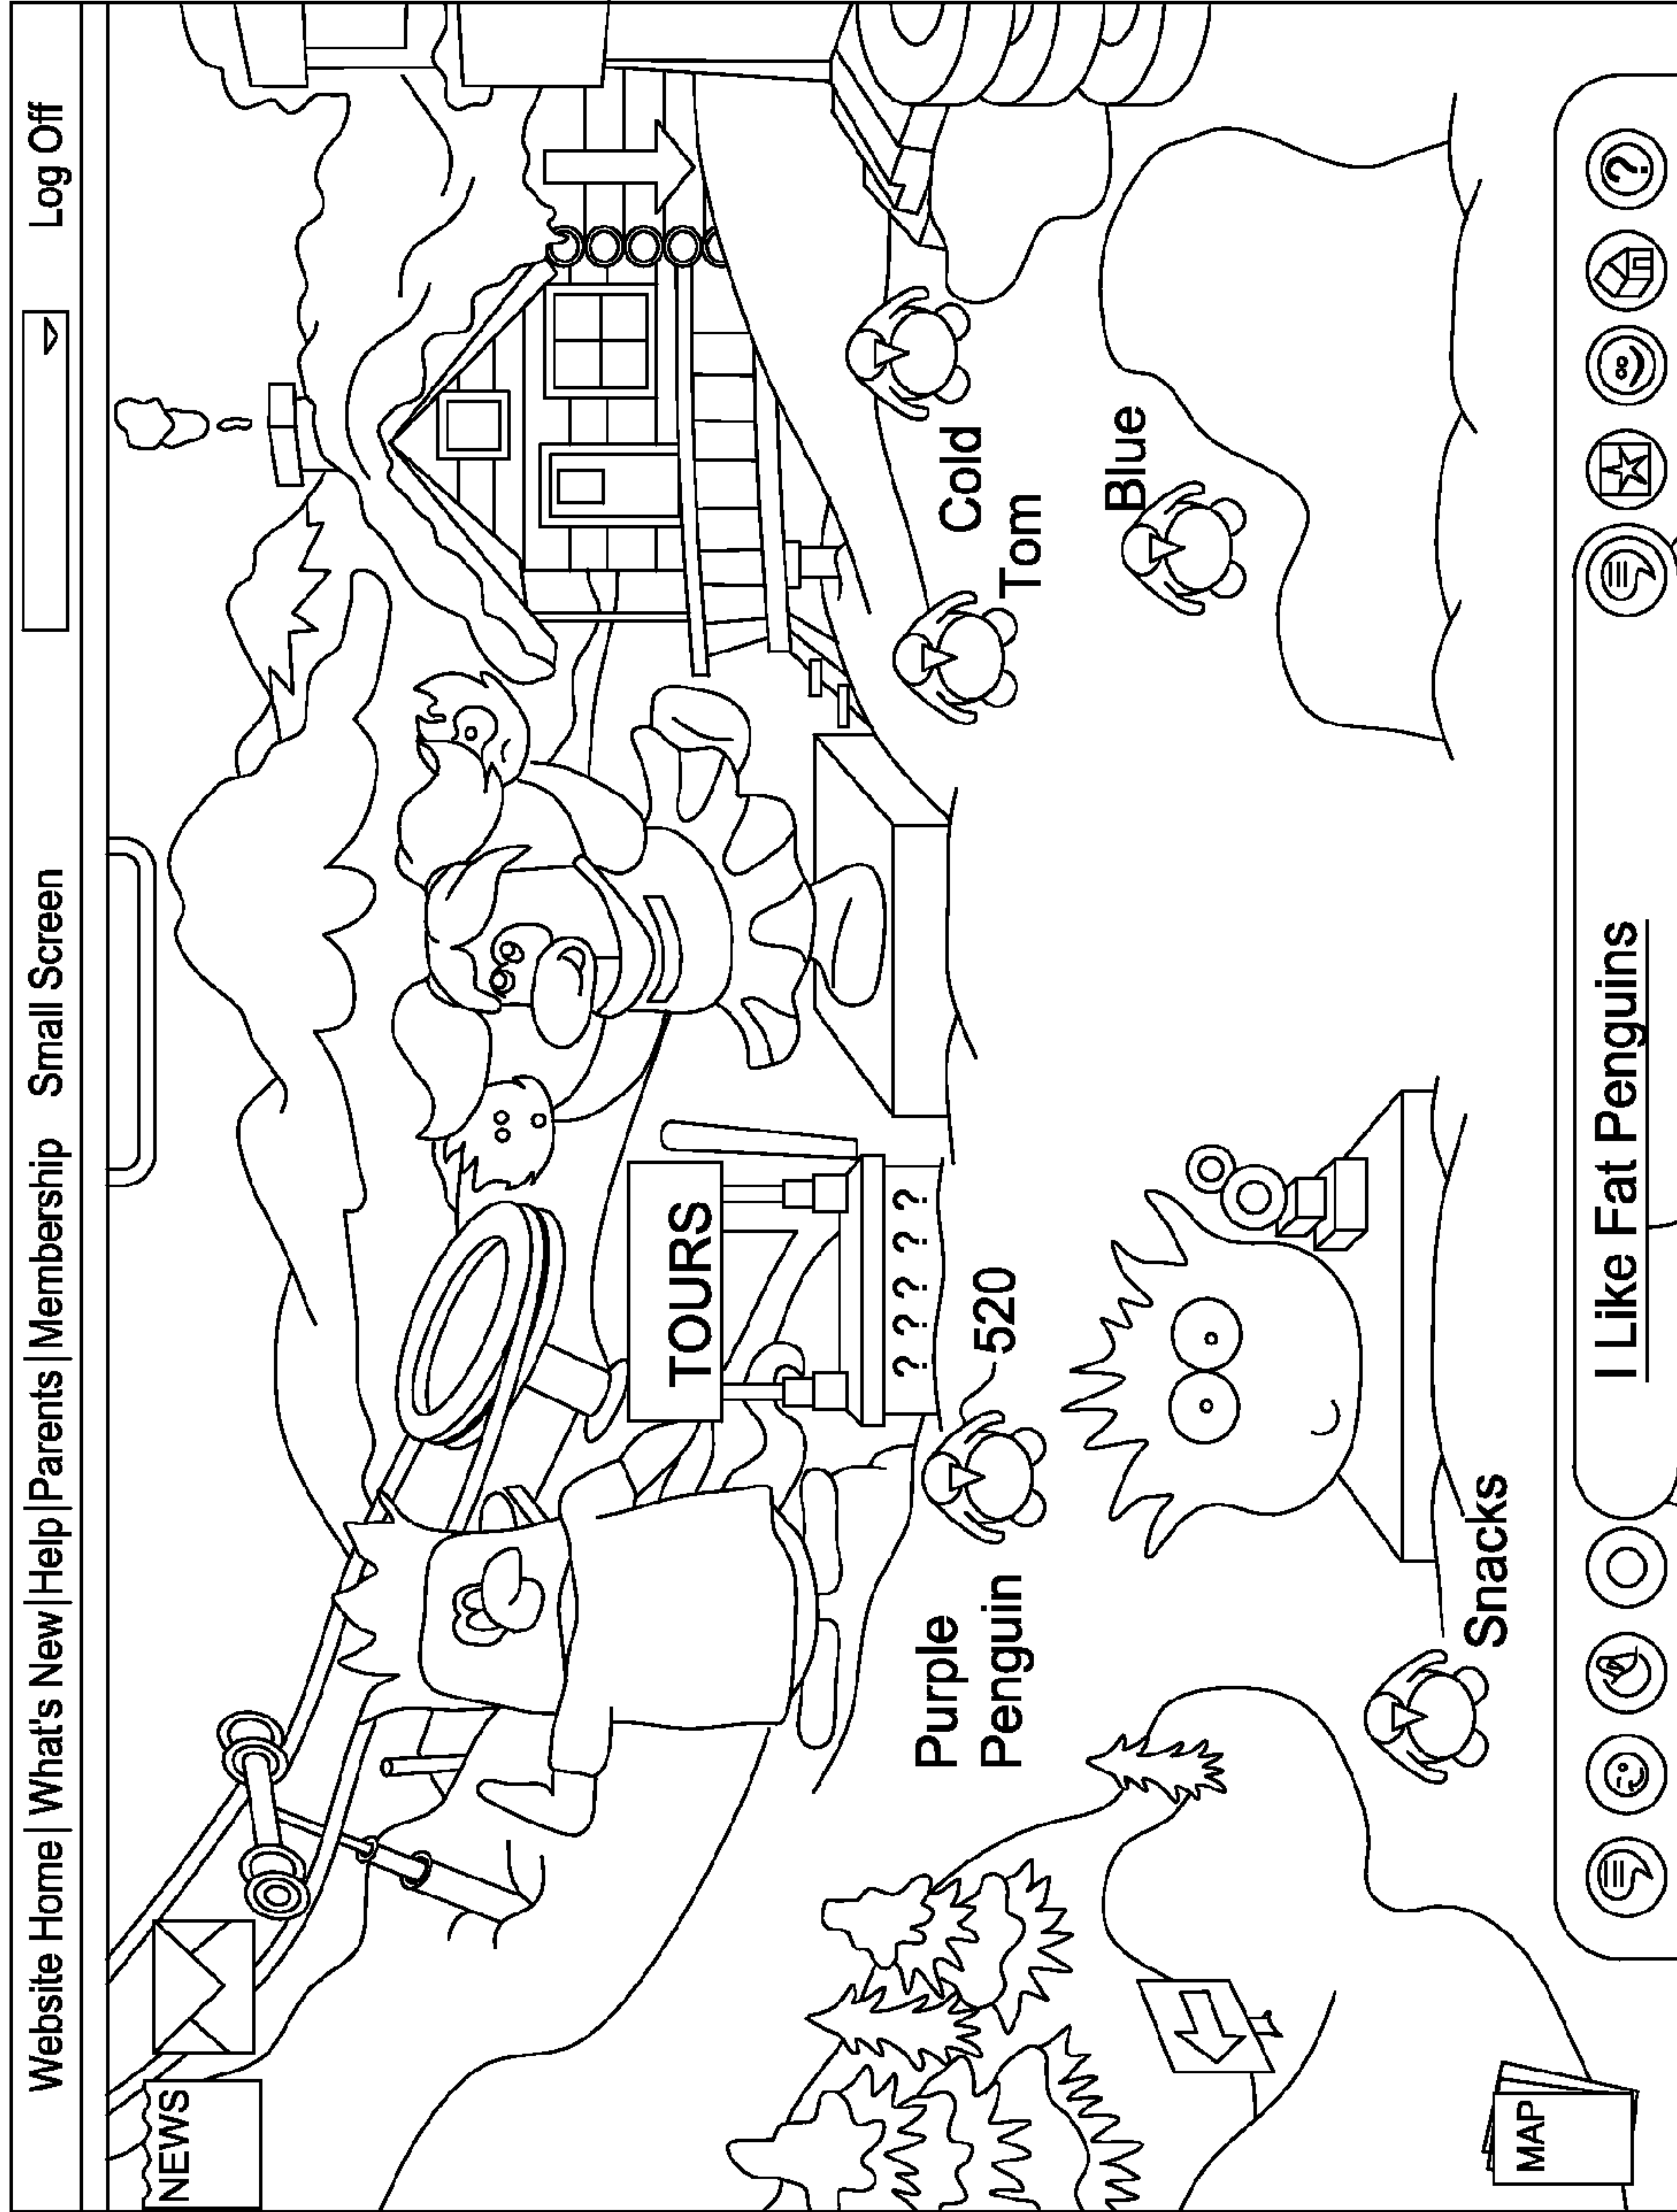 Website Home | What's New | Help | Parents | Membership Small Screen Log Off
NEWS
TOURS
? ? ? ? ?
520
Purple
Penguin
Cold
Tom
Blue
Snacks
MAP
I Like Fat Penguins
?